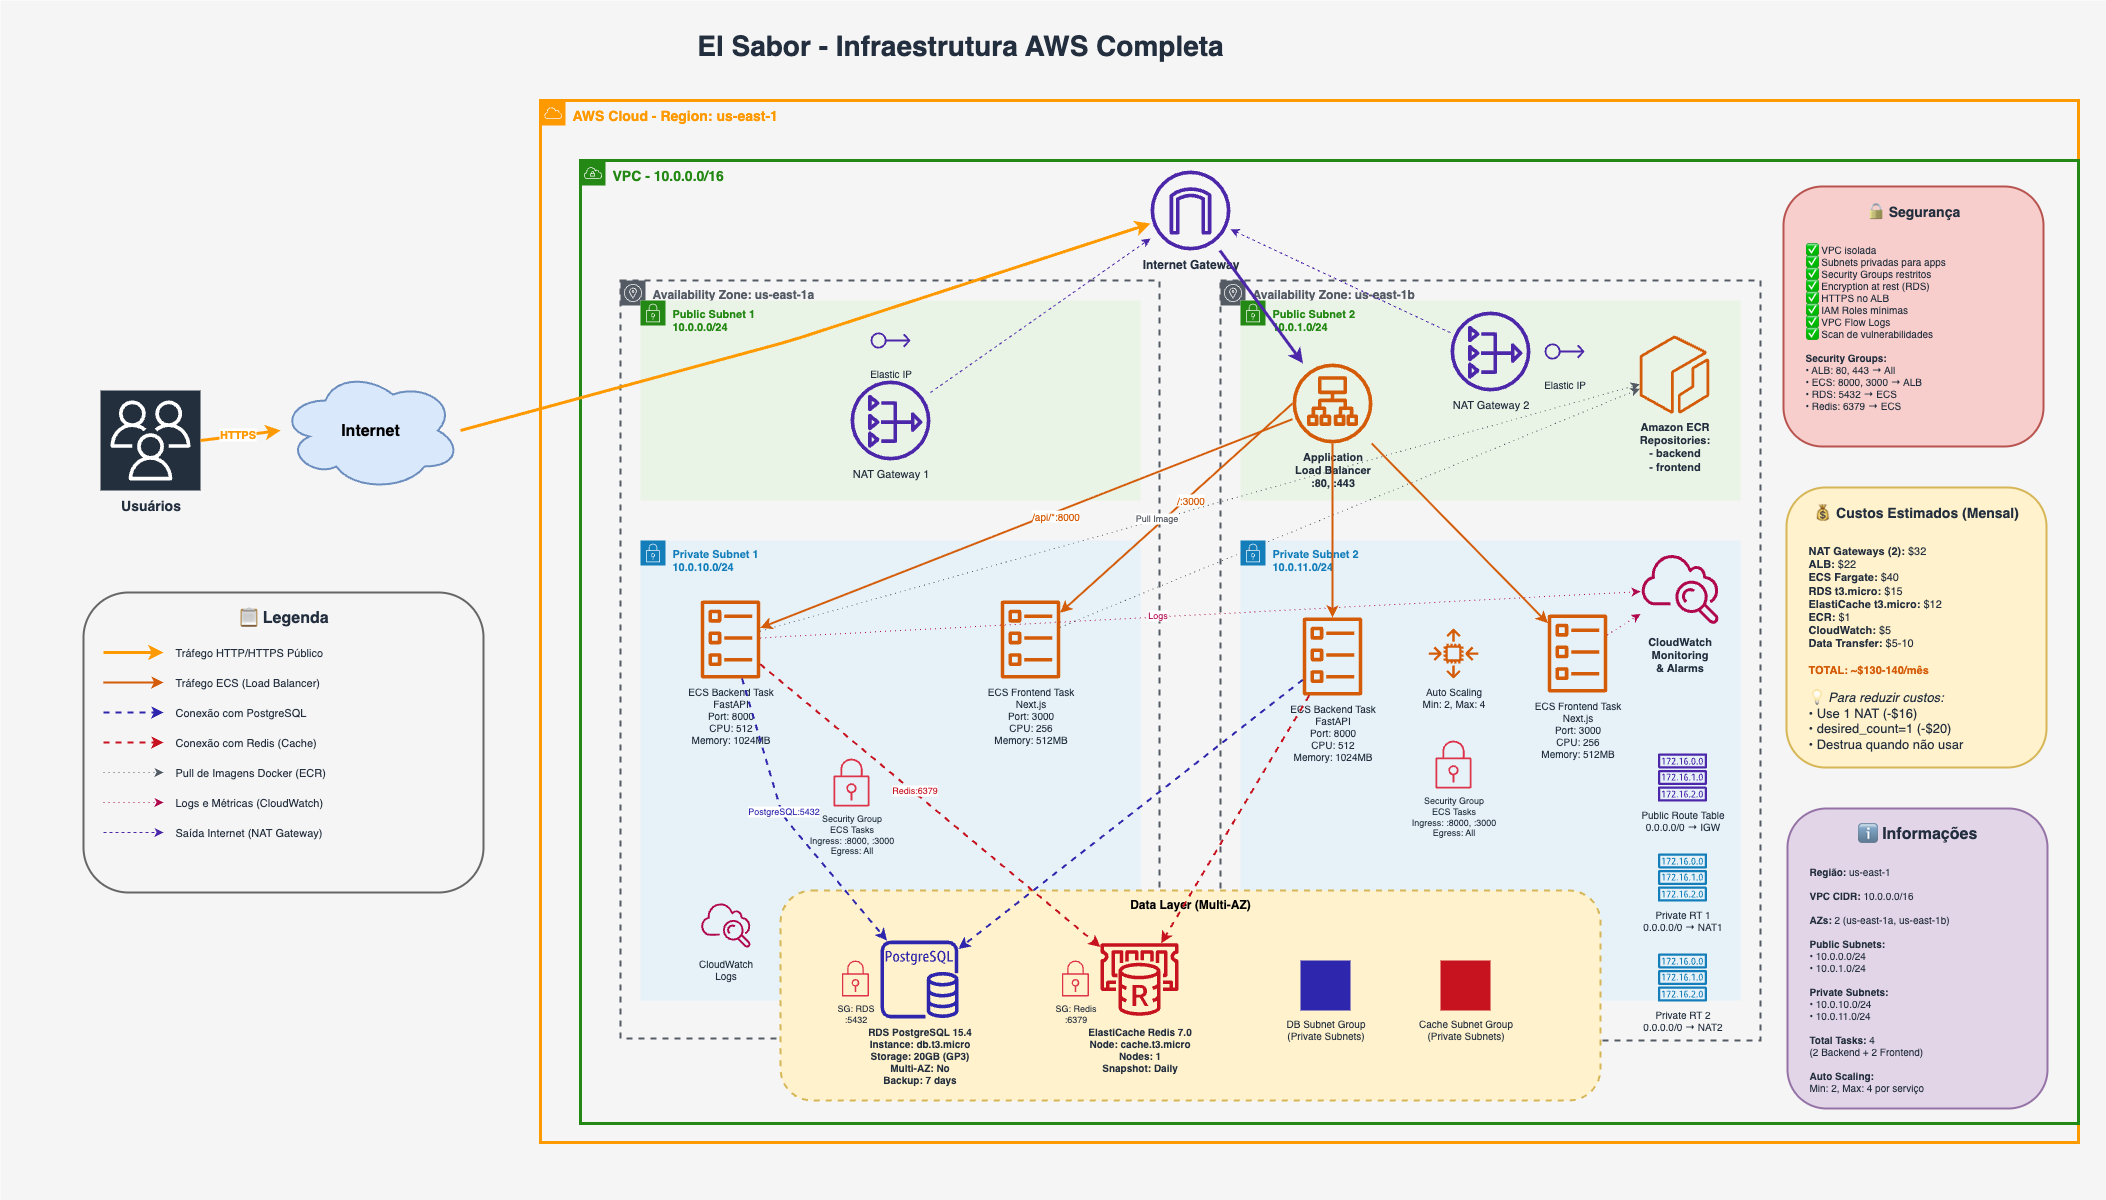 El Sabor - Infraestrutura AWS Completa
AWS Cloud - Region: us-east-1
VPC - 10.0.0.0/16
Internet Gateway
Usuários
HTTPS
Internet
📋 Legenda
Tráfego HTTP/HTTPS Público
Tráfego ECS (Load Balancer)
Conexão com PostgreSQL
Conexão com Redis (Cache)
Pull de Imagens Docker (ECR)
Logs e Métricas (CloudWatch)
Saída Internet (NAT Gateway)
Availability Zone: us-east-1a
Public Subnet 1
10.0.0.0/24
Elastic IP
NAT Gateway 1
Availability Zone: us-east-1b
Public Subnet 2
10.0.1.0/24
NAT Gateway 2
Elastic IP
Application
Load Balancer
:80, :443
Amazon ECR
Repositories:
- backend
- frontend
/api/*:8000
/:3000
Pull Image
Private Subnet 1
10.0.10.0/24
ECS Backend Task
FastAPI
Port: 8000
CPU: 512
Memory: 1024MB
ECS Frontend Task
Next.js
Port: 3000
CPU: 256
Memory: 512MB
Logs
PostgreSQL:5432
Redis:6379
Security Group
ECS Tasks
Ingress: :8000, :3000
Egress: All
CloudWatch
Logs
Private Subnet 2
10.0.11.0/24
ECS Backend Task
FastAPI
Port: 8000
CPU: 512
Memory: 1024MB
Auto Scaling
Min: 2, Max: 4
ECS Frontend Task
Next.js
Port: 3000
CPU: 256
Memory: 512MB
CloudWatch
Monitoring
& Alarms
Security Group
ECS Tasks
Ingress: :8000, :3000
Egress: All
172.16.0.0
172.16.1.0
172.16.2.0
Public Route Table
0.0.0.0/0 → IGW
172.16.0.0
172.16.1.0
172.16.2.0
Private RT 1
0.0.0.0/0 → NAT1
172.16.0.0
172.16.1.0
172.16.2.0
Private RT 2
0.0.0.0/0 → NAT2
Data Layer (Multi-AZ)
SG: RDS
:5432
PostgreSQL
RDS PostgreSQL 15.4
Instance: db.t3.micro
Storage: 20GB (GP3)
Multi-AZ: No
Backup: 7 days
SG: Redis
:6379
R
ElastiCache Redis 7.0
Node: cache.t3.micro
Nodes: 1
Snapshot: Daily
DB Subnet Group
(Private Subnets)
Cache Subnet Group
(Private Subnets)
🔒 Segurança
✅ VPC isolada
✅ Subnets privadas para apps
✅ Security Groups restritos
✅ Encryption at rest (RDS)
✅ HTTPS no ALB
✅ IAM Roles mínimas
✅ VPC Flow Logs
✅ Scan de vulnerabilidades
Security Groups:
• ALB: 80, 443 → All
• ECS: 8000, 3000 → ALB
• RDS: 5432 → ECS
• Redis: 6379 → ECS
💰 Custos Estimados (Mensal)
NAT Gateways (2): $32
ALB: $22
ECS Fargate: $40
RDS t3.micro: $15
ElastiCache t3.micro: $12
ECR: $1
CloudWatch: $5
Data Transfer: $5-10
TOTAL: ~$130-140/mês
💡 Para reduzir custos:
• Use 1 NAT (-$16)
• desired_count=1 (-$20)
• Destrua quando não usar
ℹ️ Informações
Região: us-east-1
VPC CIDR: 10.0.0.0/16
AZs: 2 (us-east-1a, us-east-1b)
Public Subnets:
• 10.0.0.0/24
• 10.0.1.0/24
Private Subnets:
• 10.0.10.0/24
• 10.0.11.0/24
Total Tasks: 4
(2 Backend + 2 Frontend)
Auto Scaling:
Min: 2, Max: 4 por serviço